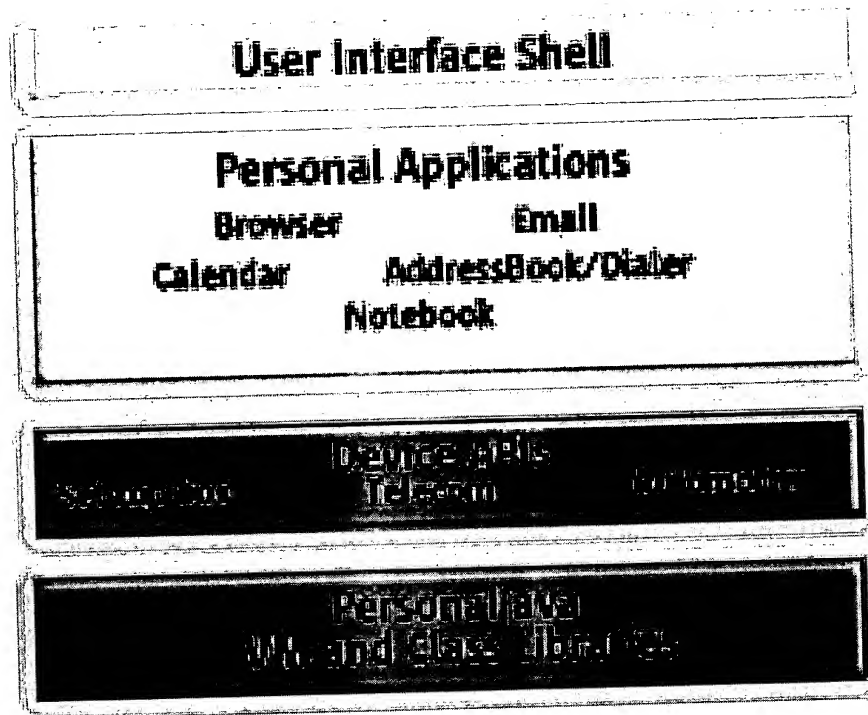 User Interface Shell
Personal Applications
Browser Email
Calendar AddressBook/Dialer
Notebook
Device APIs
Telecom Automotive
PersonalJava
VM and Class Libraries